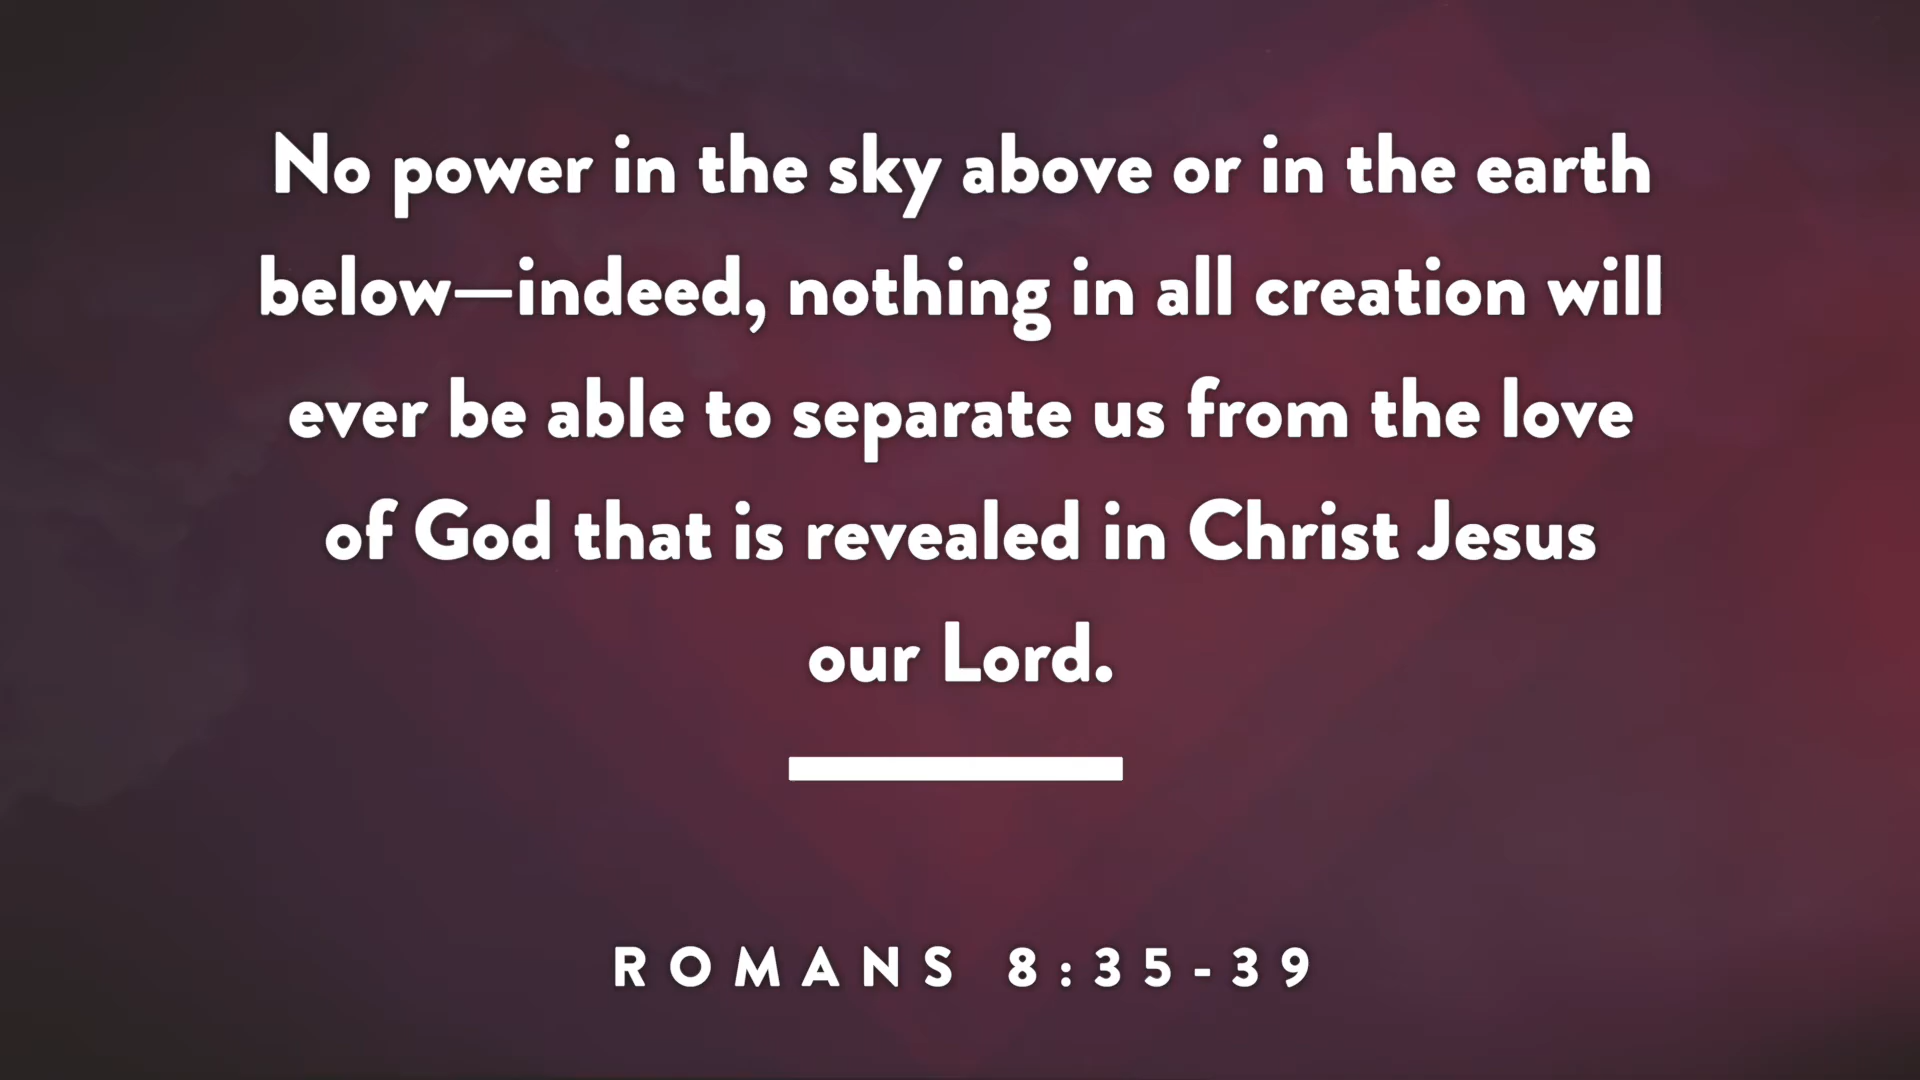 No power in the sky above or in the earth
below—indeed, nothing in all creation will
ever be able to separate us from the love
of God that is revealed in Christ Jesus
our Lord.
ROMANS 8:35-39